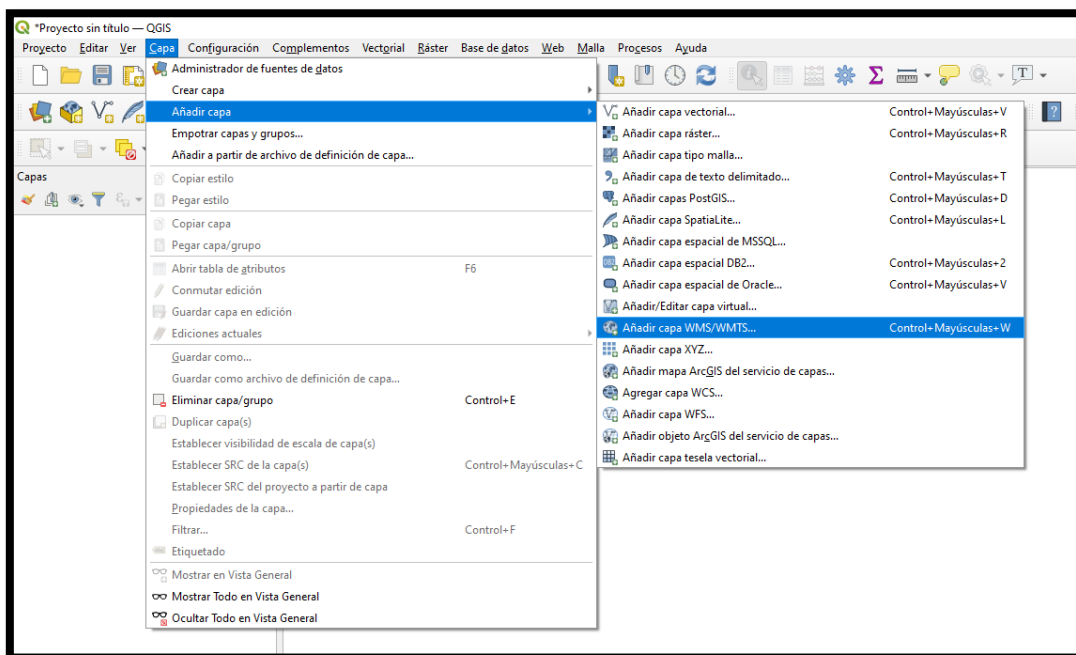 *Proyecto sin título — QGIS
Proyecto Editar Ver Capa Configuración Complementos Vectorial Ráster Base de datos Web Malla Procesos Ayuda
Administrador de fuentes de datos
Crear capa
Añadir capa
Empotrar capas y grupos...
Añadir a partir de archivo de definición de capa...
Capas
Copiar estilo
Pegar estilo
Copiar capa
Pegar capa/grupo
Abrir tabla de atributos F6
Conmutar edición
Guardar capa en edición
Ediciones actuales
Guardar como...
Guardar como archivo de definición de capa...
Eliminar capa/grupo Control+E
Duplicar capa(s)
Establecer visibilidad de escala de capa(s)
Establecer SRC de la capa(s) Control+Mayúsculas+C
Establecer SRC del proyecto a partir de capa
Propiedades de la capa...
Filtrar... Control+F
Etiquetado
Mostrar en Vista General
Mostrar Todo en Vista General
Ocultar Todo en Vista General
Añadir capa vectorial... Control+Mayúsculas+V
Añadir capa ráster... Control+Mayúsculas+R
Añadir capa tipo malla...
Añadir capa de texto delimitado... Control+Mayúsculas+T
Añadir capas PostGIS... Control+Mayúsculas+D
Añadir capa SpatiaLite... Control+Mayúsculas+L
Añadir capa espacial de MSSQL...
Añadir capa espacial DB2... Control+Mayúsculas+2
Añadir capa espacial de Oracle... Control+Mayúsculas+V
Añadir/Editar capa virtual...
Añadir capa WMS/WMTS... Control+Mayúsculas+W
Añadir capa XYZ...
Añadir mapa ArcGIS del servicio de capas...
Agregar capa WCS...
Añadir capa WFS...
Añadir objeto ArcGIS del servicio de capas...
Añadir capa tesela vectorial...